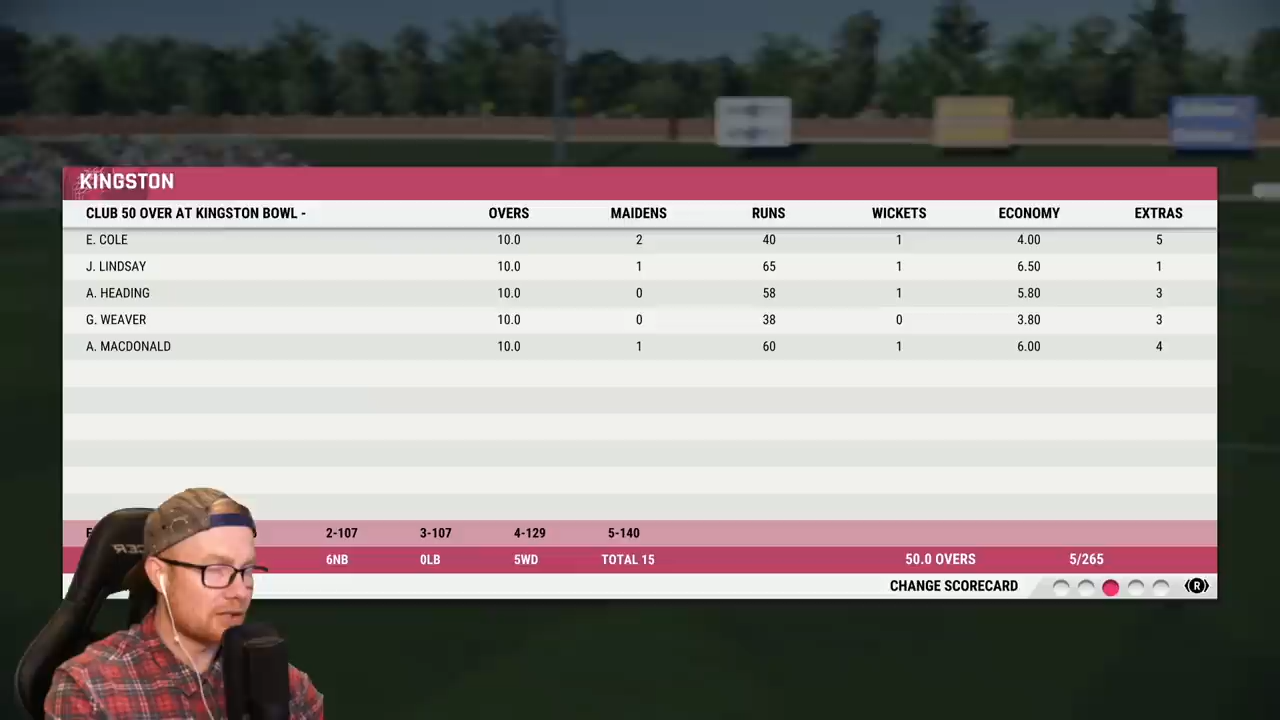 KINGSTON
CLUB 50 OVER AT KINGSTON BOWL - OVERS MAIDENS RUNS WICKETS ECONOMY EXTRAS
E. COLE 10.0 2 40 1 4.00 5
J. LINDSAY 10.0 1 65 1 6.50 1
A. HEADING 10.0 0 58 1 5.80 3
G. WEAVER 10.0 0 38 0 3.80 3
A. MACDONALD 10.0 1 60 1 6.00 4
2-107 3-107 4-129 5-140
6NB 0LB 5WD TOTAL 15 50.0 OVERS 5/265
CHANGE SCORECARD R